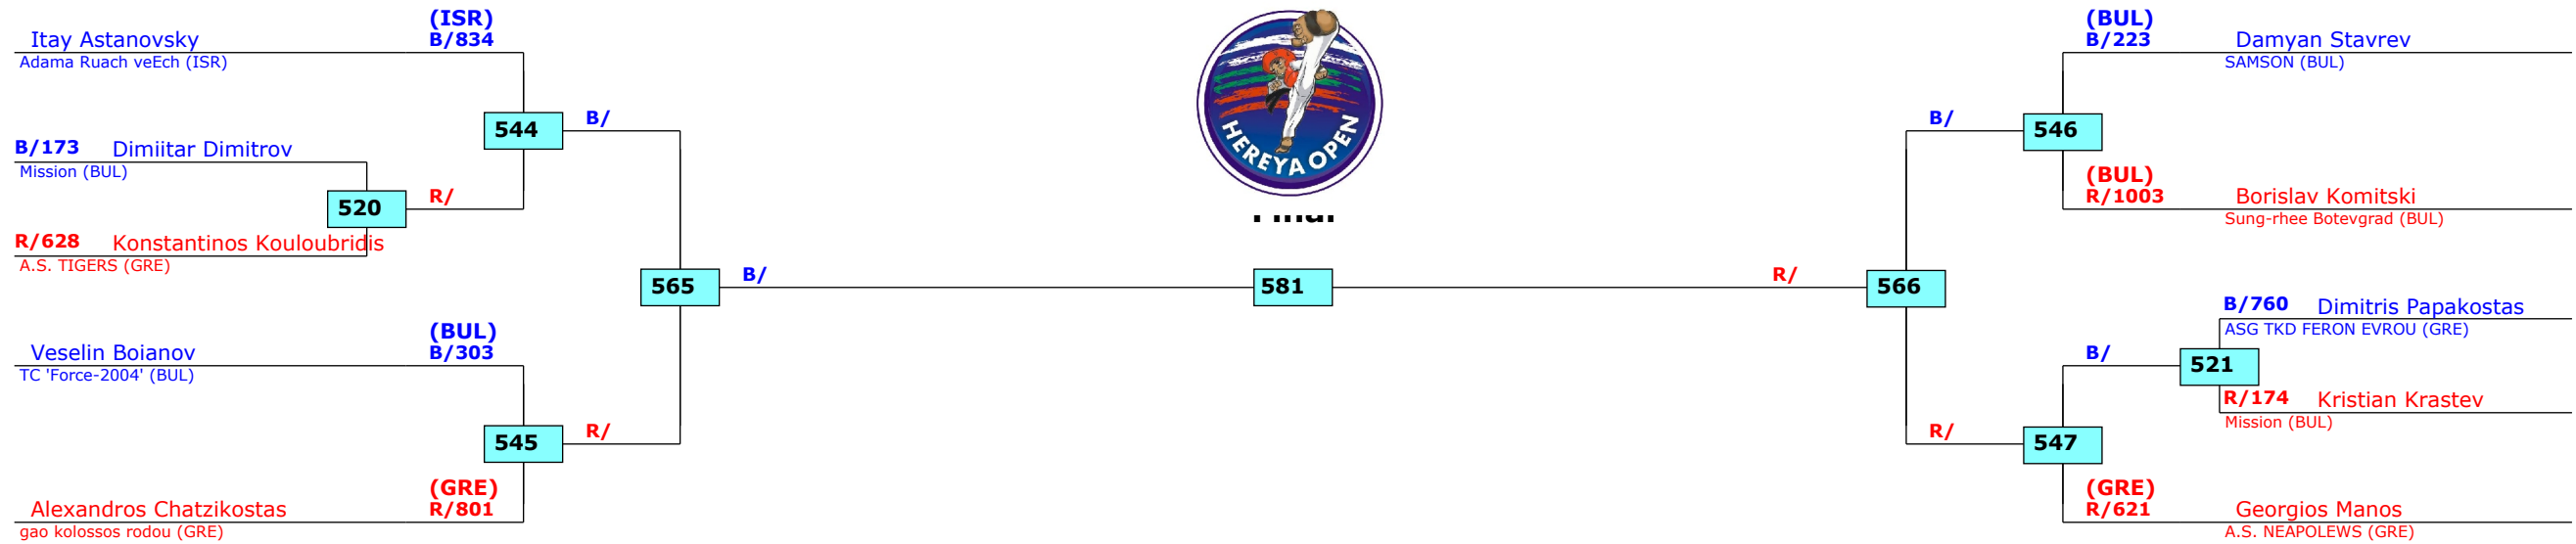 (ISR)
Itay Astanovsky B/834
Adama Ruach veEch (ISR)
544
B/
B/173 Dimiitar Dimitrov
Mission (BUL)
520
R/
R/628 Konstantinos Kouloubridis
A.S. TIGERS (GRE)
565
B/
(BUL)
Veselin Boianov B/303
TC 'Force-2004' (BUL)
545
R/
(GRE)
Alexandros Chatzikostas R/801
gao kolossos rodou (GRE)
HEREYA OPEN
Final
581
(BUL)
B/223 Damyan Stavrev
SAMSON (BUL)
B/
546
(BUL)
R/1003 Borislav Komitski
Sung-rhee Botevgrad (BUL)
R/
566
B/760 Dimitris Papakostas
ASG TKD FERON EVROU (GRE)
B/
521
R/174 Kristian Krastev
Mission (BUL)
R/
547
(GRE)
R/621 Georgios Manos
A.S. NEAPOLEWS (GRE)